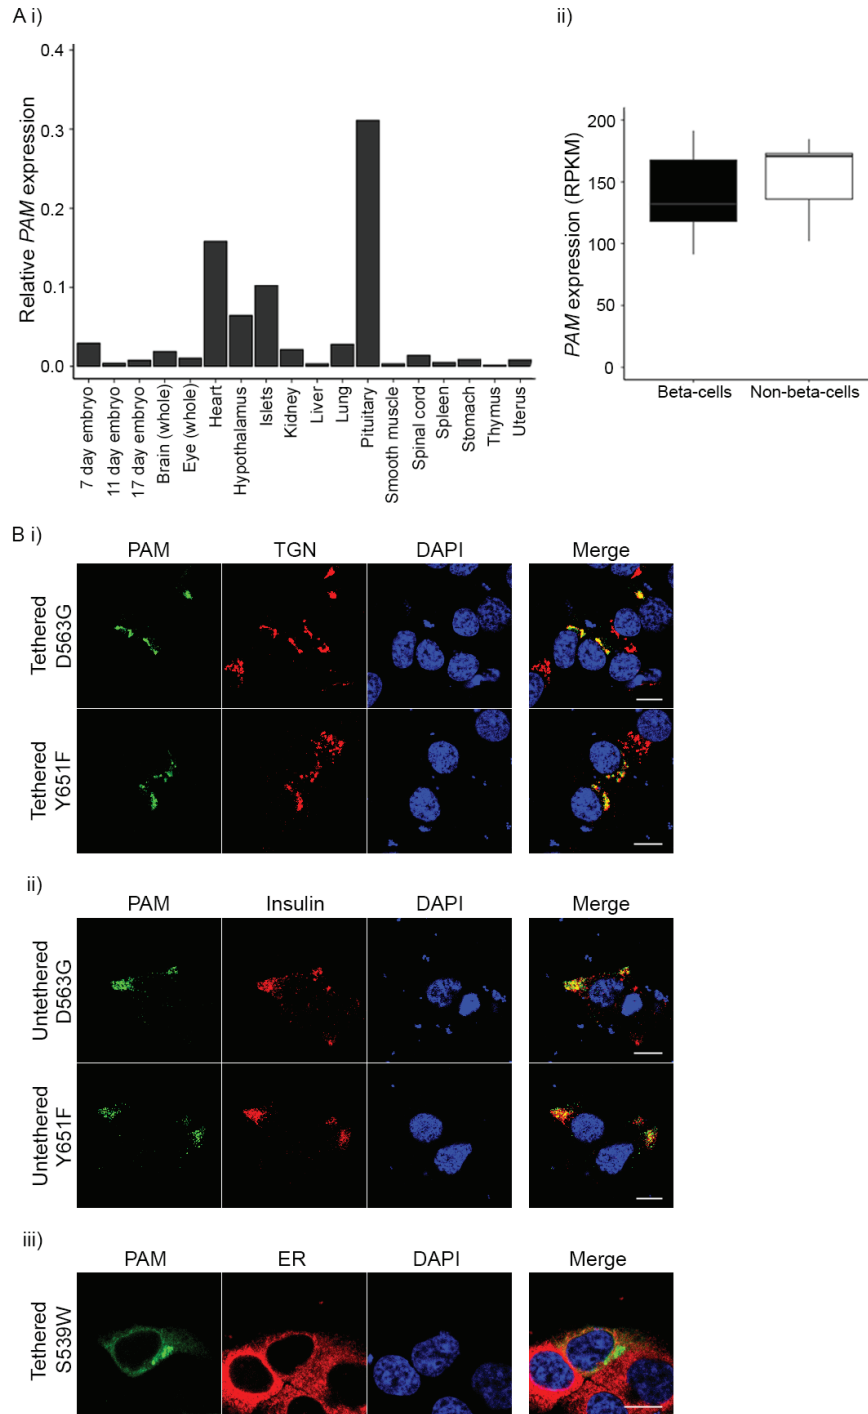 A i)
ii)
0.4
0.3
0.2
0.1
0.0
Relative PAM expression
7 day embryo
11 day embryo
17 day embryo
Brain (whole)
Eye (whole)
Heart
Hypothalamus
Islets
Kidney
Liver
Lung
Pituitary
Smooth muscle
Spinal cord
Spleen
Stomach
Thymus
Uterus
PAM expression (RPKM)
200
150
100
50
0
Beta-cells Non-beta-cells
B i)
PAM TGN DAPI Merge
Tethered
D563G
Tethered
Y651F
ii)
PAM Insulin DAPI Merge
Untethered
D563G
Untethered
Y651F
iii)
PAM ER DAPI Merge
Tethered
S539W